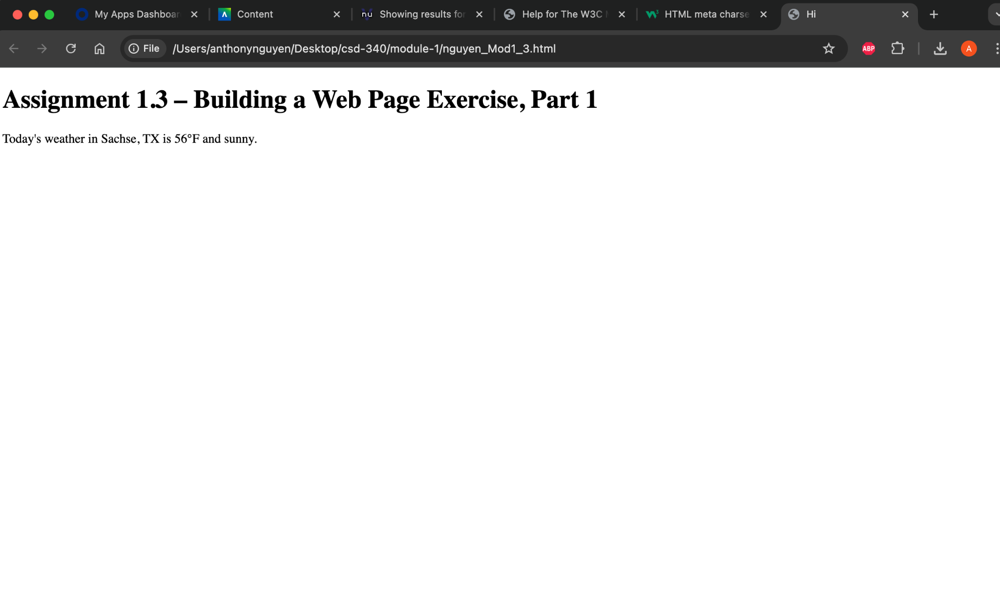 My Apps Dashboar
Content
nu Showing results for
Help for The W3C
HTML meta charse
Hi
File /Users/anthonynguyen/Desktop/csd-340/module-1/nguyen_Mod1_3.html
ABP
A
Assignment 1.3 – Building a Web Page Exercise, Part 1
Today's weather in Sachse, TX is 56°F and sunny.